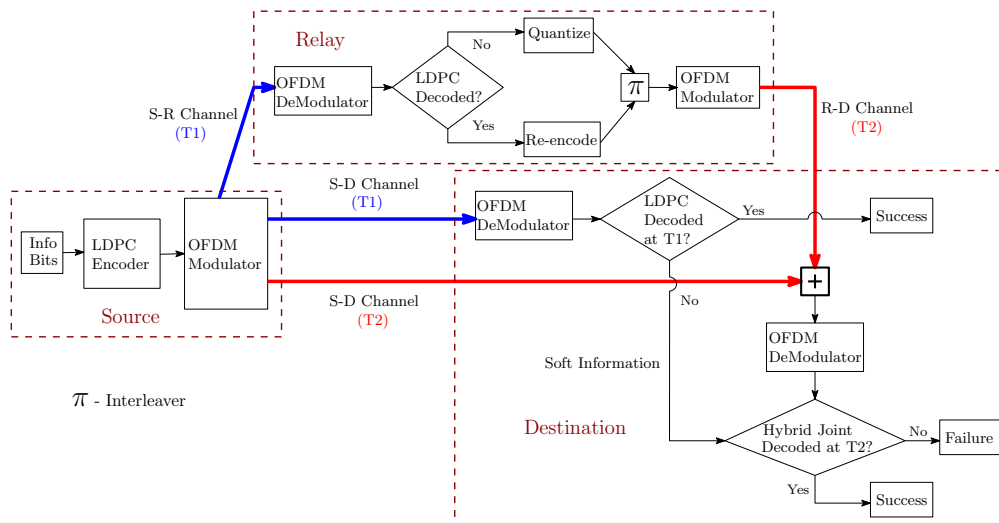 Relay
OFDM
DeModulator
LDPC
Decoded?
No
Yes
Quantize
Re-encode
π
OFDM
Modulator
S-R Channel
(T1)
R-D Channel
(T2)
S-D Channel
(T1)
Info
Bits
LDPC
Encoder
OFDM
Modulator
Source
S-D Channel
(T2)
OFDM
DeModulator
LDPC
Decoded
at T1?
Yes
Success
No
+
OFDM
DeModulator
Soft Information
Hybrid Joint
Decoded at T2?
No
Failure
Yes
Success
Destination
π - Interleaver